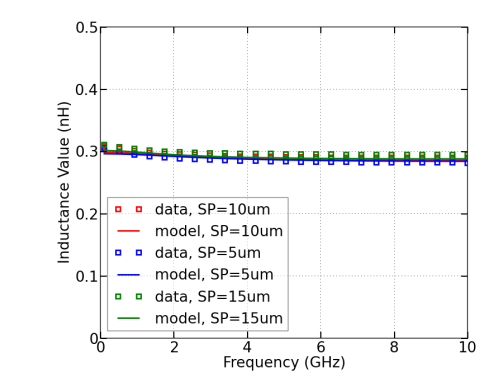 0.5
0.4
0.3
0.2
0.1
0
Inductance Value (nH)
data, SP=10um
model, SP=10um
data, SP=5um
model, SP=5um
data, SP=15um
model, SP=15um
0 2 4 6 8 10
Frequency (GHz)